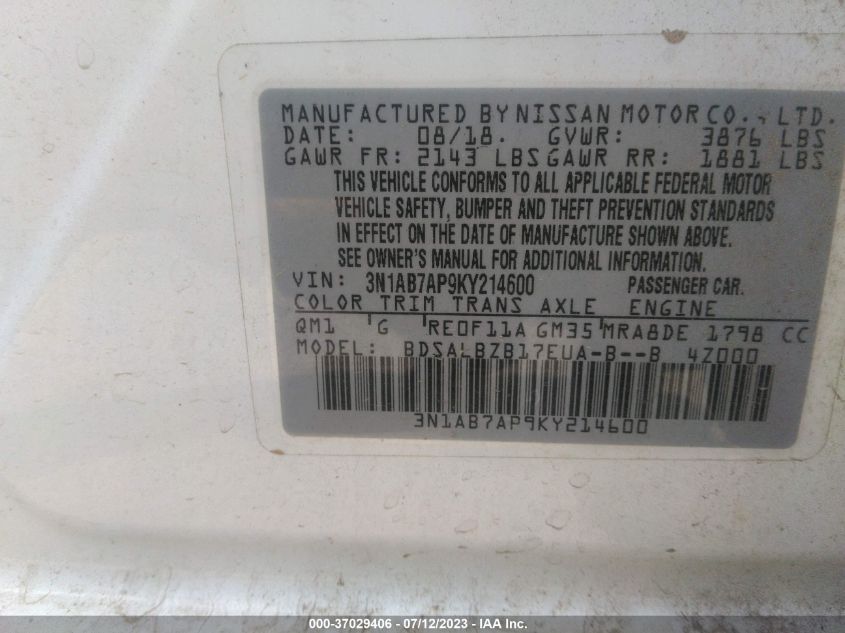 MANUFACTURED BY NISSAN MOTOR CO., LTD.
DATE: 08/18. GVWR: 3876 LBS
GAWR FR: 2143 LBS GAWR RR: 1881 LBS
THIS VEHICLE CONFORMS TO ALL APPLICABLE FEDERAL MOTOR
VEHICLE SAFETY, BUMPER AND THEFT PREVENTION STANDARDS
IN EFFECT ON THE DATE OF MANUFACTURE SHOWN ABOVE.
SEE OWNER'S MANUAL FOR ADDITIONAL INFORMATION.
VIN: 3N1AB7AP9KY214600 PASSENGER CAR.
COLOR TRIM TRANS AXLE ENGINE
QM1 G RE0F11A GM35 MRA8DE 1798 CC
MODEL: BDSALBZB17EUA-B--B 4Z000
3N1AB7AP9KY214600
000-37029406 - 07/12/2023 - IAA Inc.